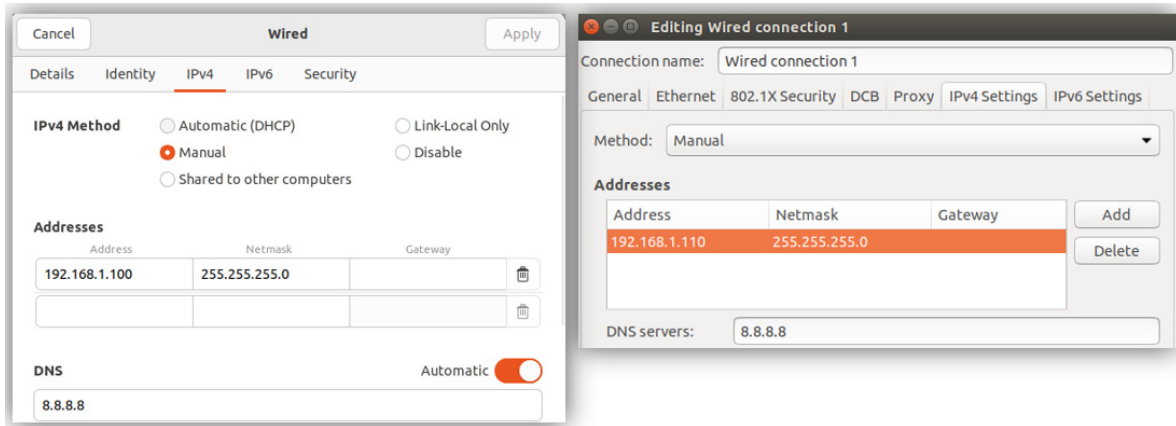 Cancel Wired Apply
Details Identity IPv4 IPv6 Security
IPv4 Method Automatic (DHCP) Link-Local Only
Manual Disable
Shared to other computers
Addresses
Address Netmask Gateway
192.168.1.100 255.255.255.0
DNS Automatic
8.8.8.8
Editing Wired connection 1
Connection name: Wired connection 1
General Ethernet 802.1X Security DCB Proxy IPv4 Settings IPv6 Settings
Method: Manual
Addresses
Address Netmask Gateway Add
192.168.1.110 255.255.255.0
Delete
DNS servers: 8.8.8.8